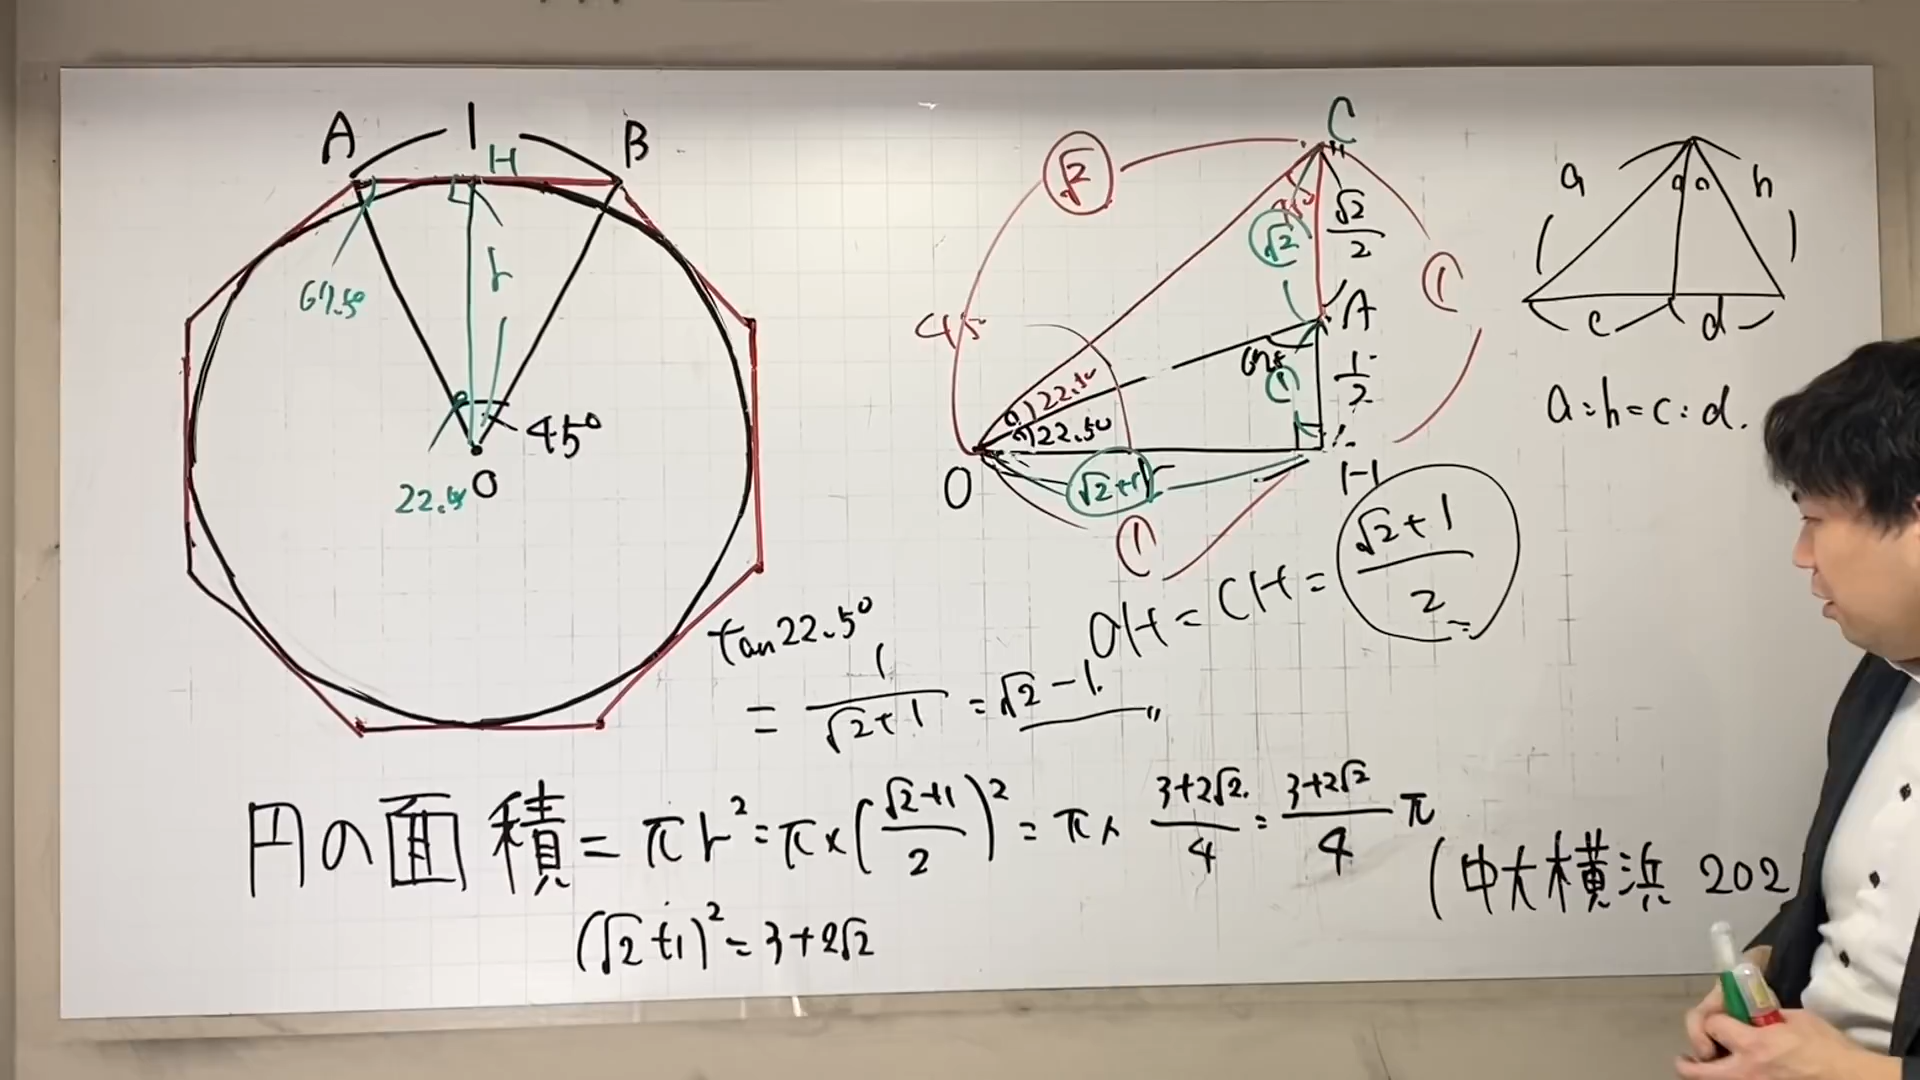 A 1 B
H
r
67.5°
45°
22.5 O
C
√2
√2/2
45°
√2
1
A
45
1/2
67.5
1
22.5°
22.5°
O
√2+1
r
H
1
a b
c d
a:b=c:d.
OH=CH=(√2+1)/2
tan22.5°
=1/(√2+1)=√2-1.
円の面積=πr²=π×((√2+1)/2)²=π×(3+2√2)/4=(3+2√2)/4 π
(中大横浜 202
(√2+1)²=3+2√2